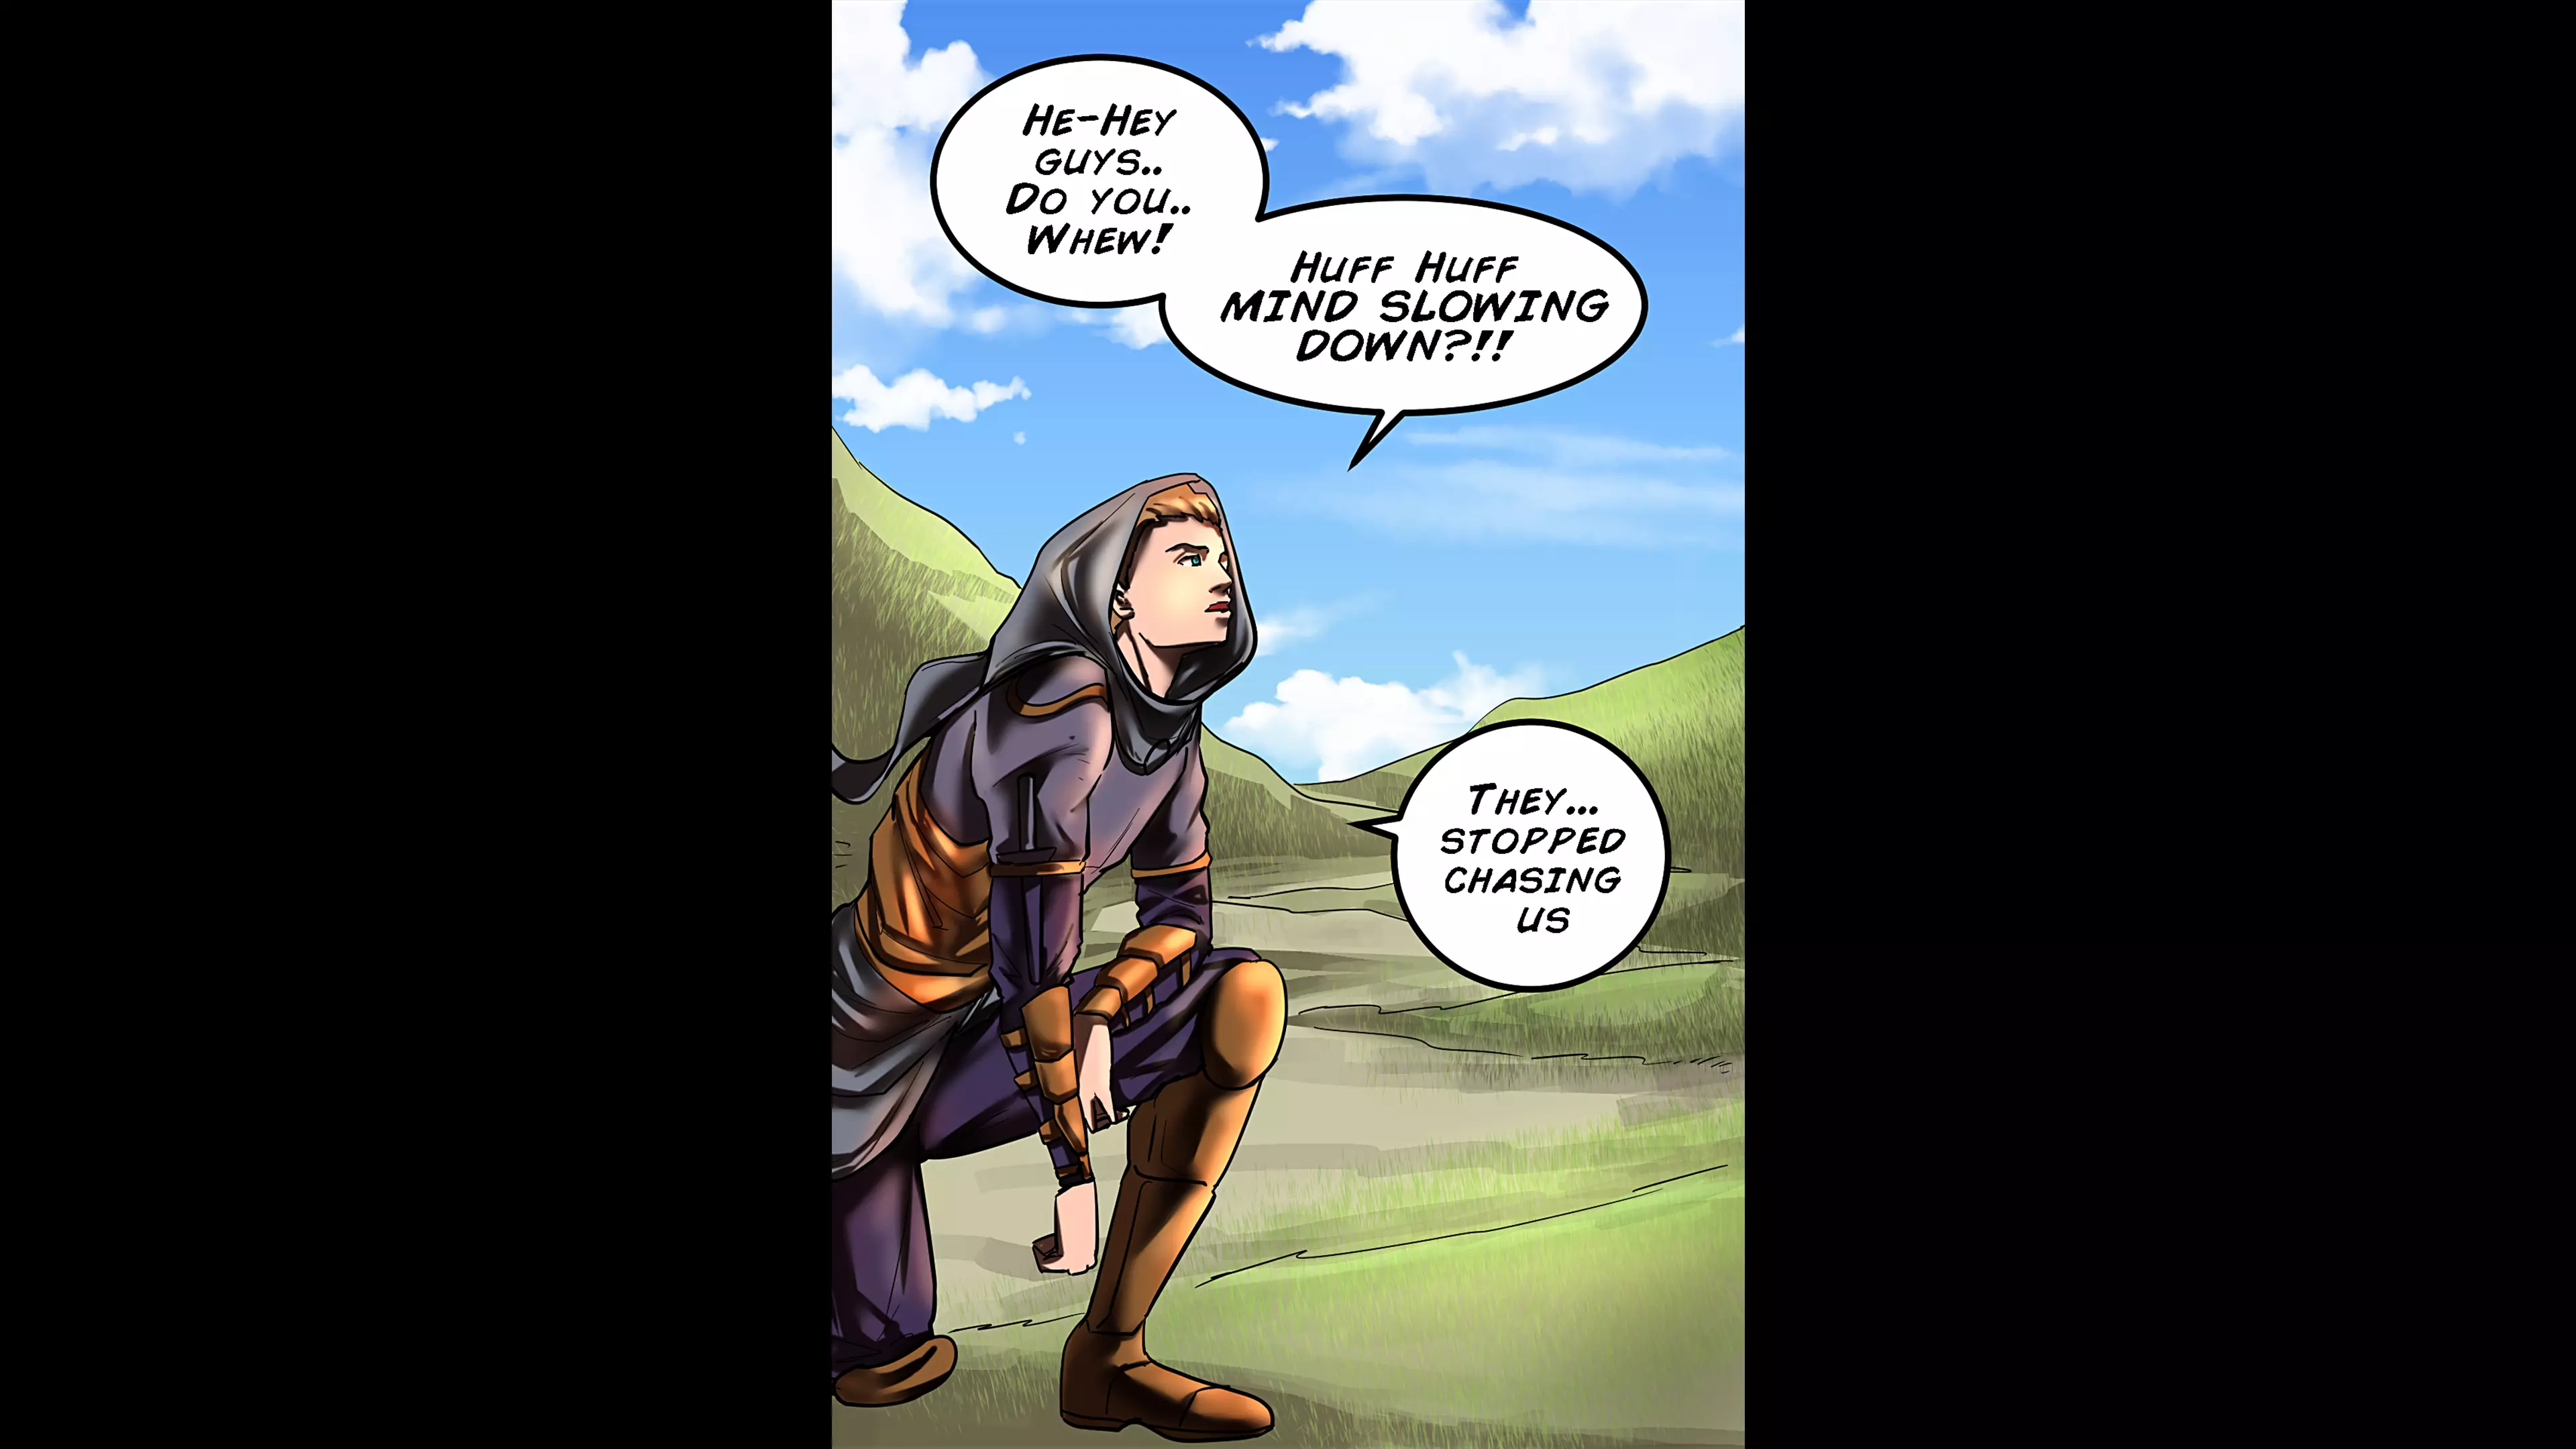 He-Hey
guys..
Do you..
Whew!
Huff Huff
MIND SLOWING
DOWN?!!
They...
stopped
chasing
us